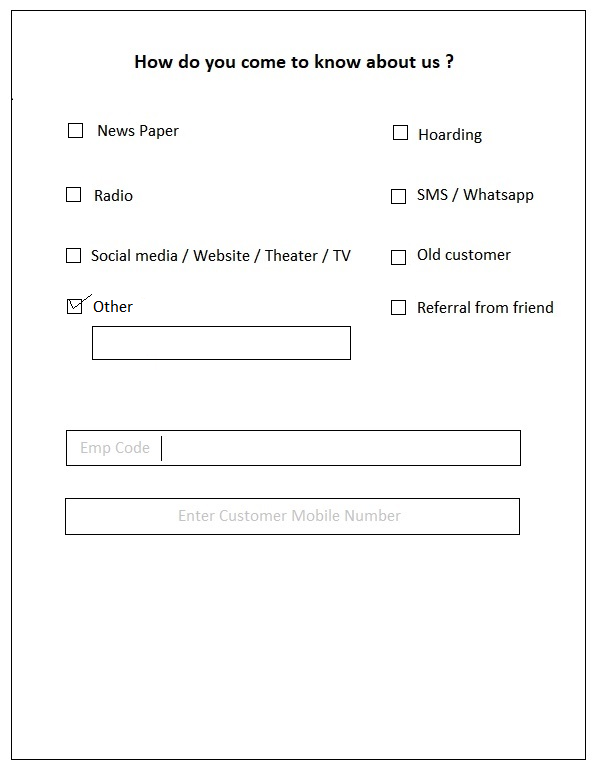 How do you come to know about us ?
News Paper
Hoarding
Radio
SMS / Whatsapp
Social media / Website / Theater / TV
Old customer
Other
Referral from friend
Emp Code
Enter Customer Mobile Number